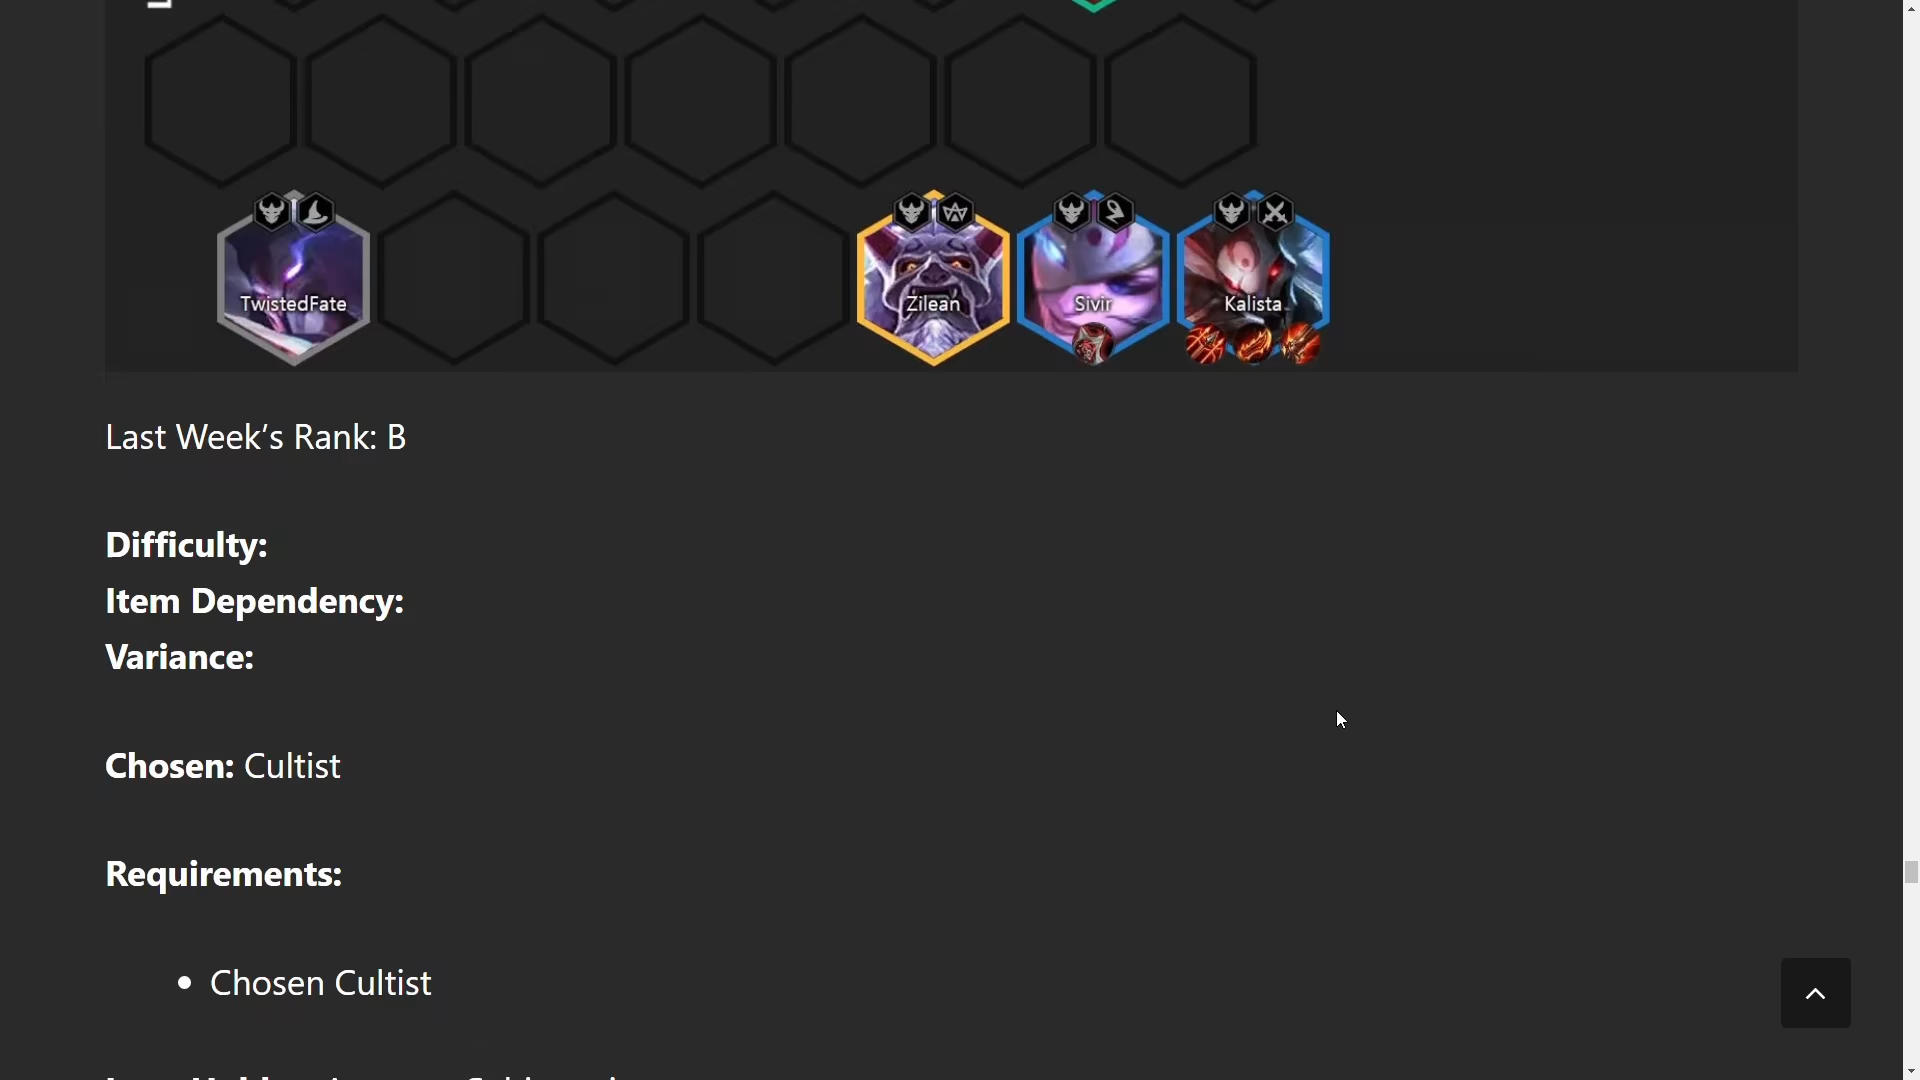 TwistedFate
Zilean
Sivir
Kalista
Last Week’s Rank: B
Difficulty:
Item Dependency:
Variance:
Chosen: Cultist
Requirements:
• Chosen Cultist